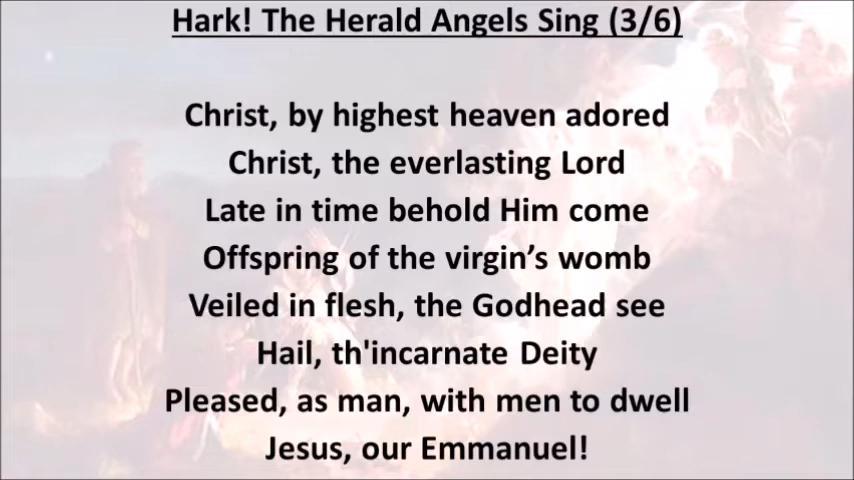 Hark! The Herald Angels Sing (3/6)
Christ, by highest heaven adored
Christ, the everlasting Lord
Late in time behold Him come
Offspring of the virgin’s womb
Veiled in flesh, the Godhead see
Hail, th'incarnate Deity
Pleased, as man, with men to dwell
Jesus, our Emmanuel!